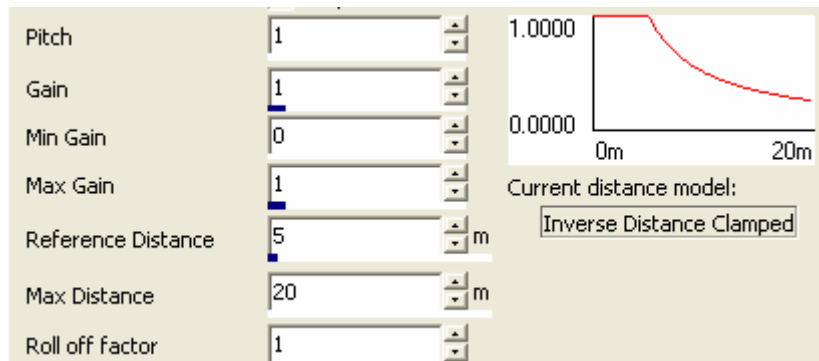 Pitch 1
Gain 1
Min Gain 0
Max Gain 1
Reference Distance 5 m
Max Distance 20 m
Roll off factor 1
1.0000
0.0000
0m 20m
Current distance model:
Inverse Distance Clamped